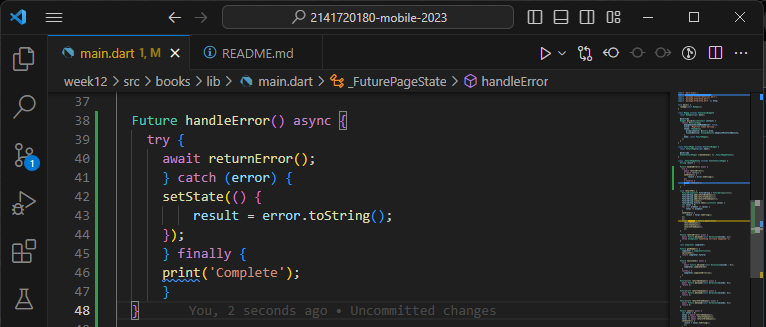 2141720180-mobile-2023
main.dart 1, M
README.md
week12 > src > books > lib > main.dart > _FuturePageState > handleError
37
38 Future handleError() async {
39 try {
40 await returnError();
41 } catch (error) {
42 setState(() {
43 result = error.toString();
44 });
45 } finally {
46 print('Complete');
47 }
48 } You, 2 seconds ago • Uncommitted changes
1